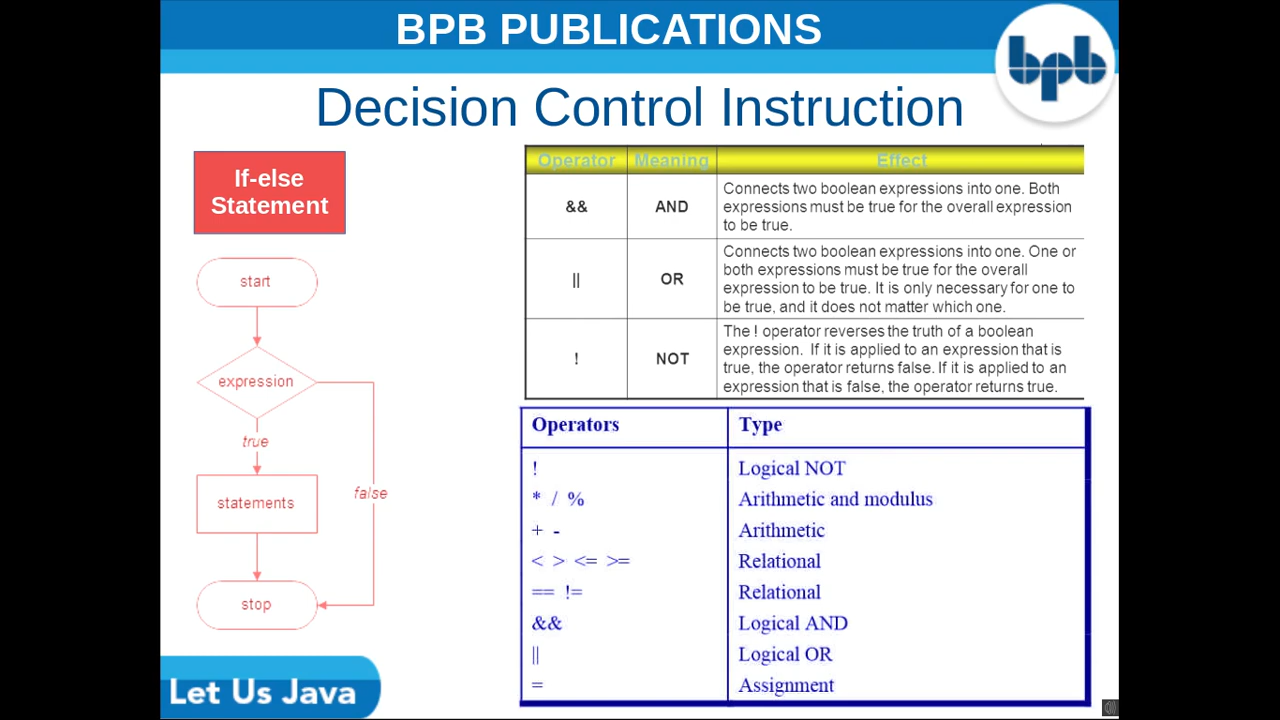 BPB PUBLICATIONS
bpb
Decision Control Instruction
If-else
Statement
start
expression
true
false
statements
stop
Operator Meaning Effect
&& AND Connects two boolean expressions into one. Both
expressions must be true for the overall expression
to be true.
|| OR Connects two boolean expressions into one. One or
both expressions must be true for the overall
expression to be true. It is only necessary for one to
be true, and it does not matter which one.
! NOT The ! operator reverses the truth of a boolean
expression. If it is applied to an expression that is
true, the operator returns false. If it is applied to an
expression that is false, the operator returns true.
Operators Type
! Logical NOT
* / % Arithmetic and modulus
+ - Arithmetic
< > <= >= Relational
== != Relational
&& Logical AND
|| Logical OR
= Assignment
Let Us Java